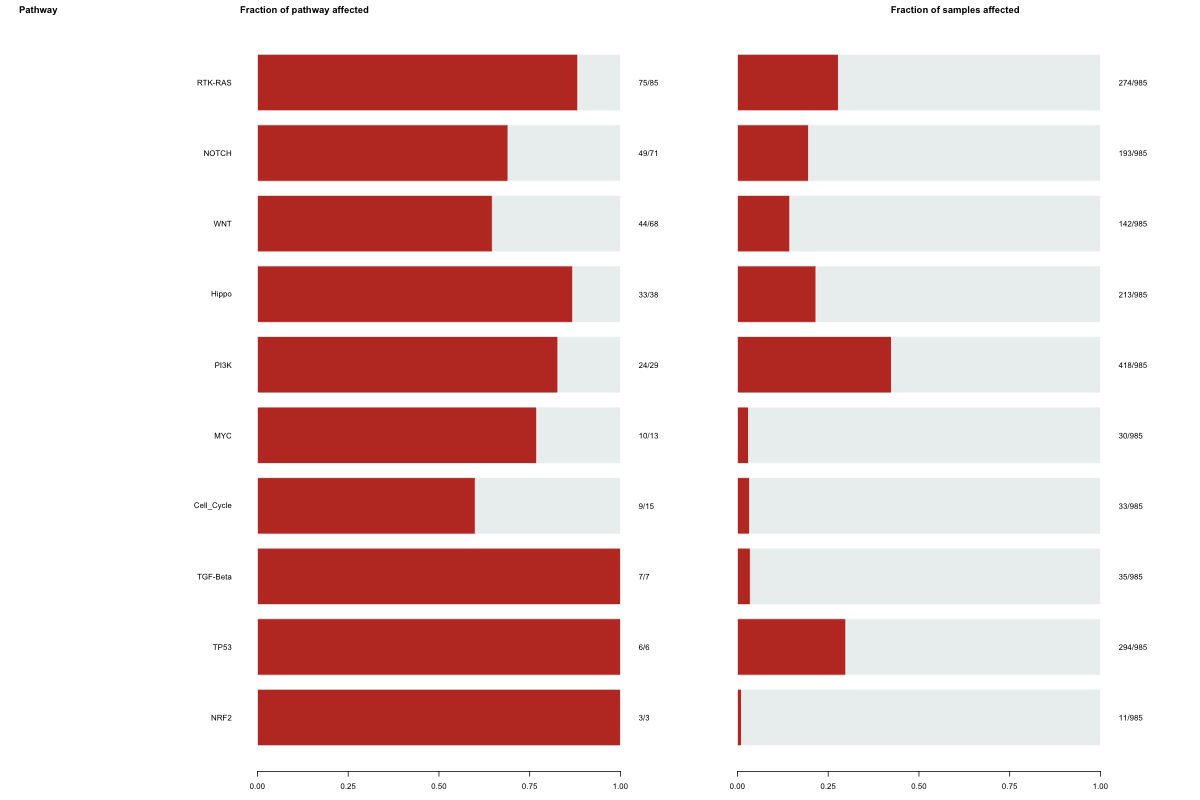 Pathway Fraction of pathway affected Fraction of samples affected
RTK-RAS 75/85 274/985
NOTCH 49/71 193/985
WNT 44/68 142/985
Hippo 33/38 213/985
PI3K 24/29 418/985
MYC 10/13 30/985
Cell_Cycle 9/15 33/985
TGF-Beta 7/7 35/985
TP53 6/6 294/985
NRF2 3/3 11/985
0.00 0.25 0.50 0.75 1.00 0.00 0.25 0.50 0.75 1.00